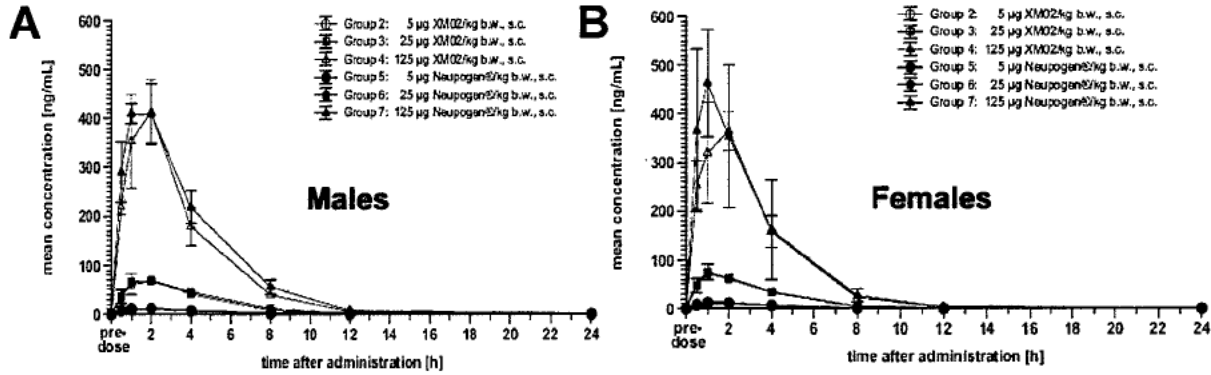 A
mean concentration [ng/mL]
600
500
400
300
200
100
0
Group 2: 5 µg XM02/kg b.w., s.c.
Group 3: 25 µg XM02/kg b.w., s.c.
Group 4: 125 µg XM02/kg b.w., s.c.
Group 5: 5 µg Neupogen®/kg b.w., s.c.
Group 6: 25 µg Neupogen®/kg b.w., s.c.
Group 7: 125 µg Neupogen®/kg b.w., s.c.
Males
pre- 2 4 6 8 10 12 14 16 18 20 22 24
dose
time after administration [h]
B
mean concentration [ng/mL]
600
500
400
300
200
100
0
Group 2: 5 µg XM02/kg b.w., s.c.
Group 3: 25 µg XM02/kg b.w., s.c.
Group 4: 125 µg XM02/kg b.w., s.c.
Group 5: 5 µg Neupogen®/kg b.w., s.c.
Group 6: 25 µg Neupogen®/kg b.w., s.c.
Group 7: 125 µg Neupogen®/kg b.w., s.c.
Females
pre- 2 4 6 8 10 12 14 16 18 20 22 24
dose
time after administration [h]